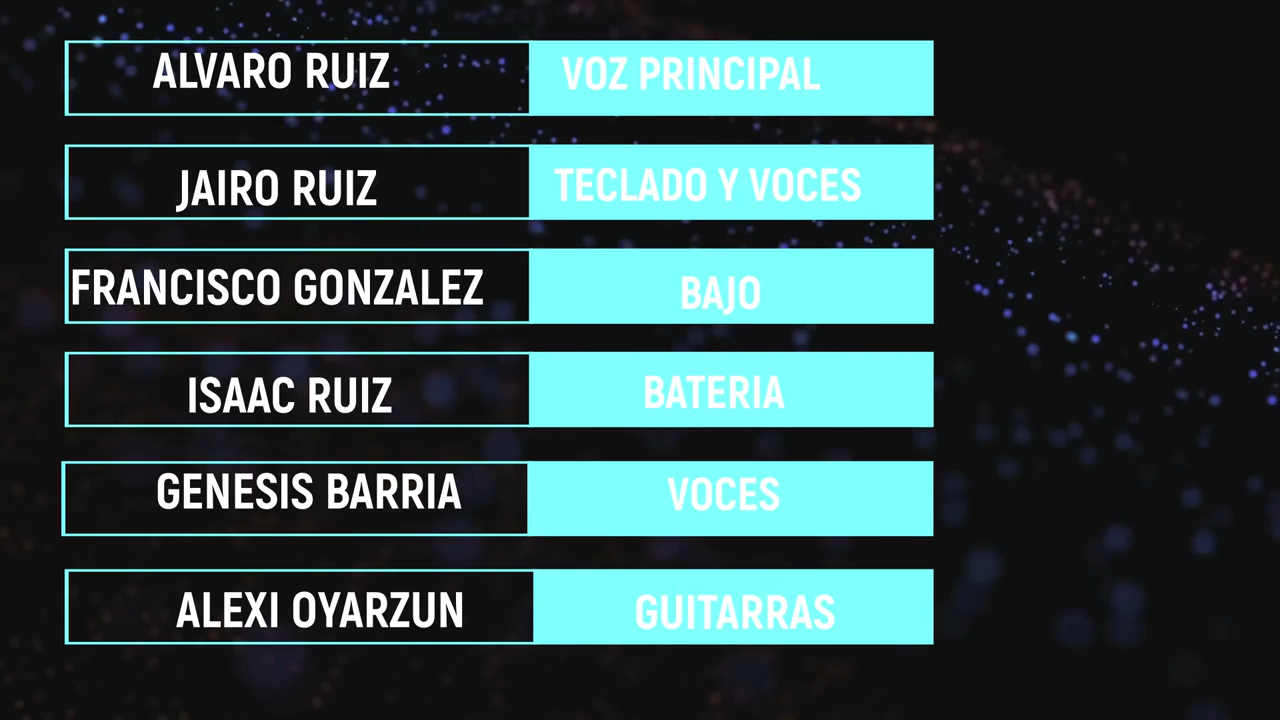 ALVARO RUIZ VOZ PRINCIPAL
JAIRO RUIZ TECLADO Y VOCES
FRANCISCO GONZALEZ BAJO
ISAAC RUIZ BATERIA
GENESIS BARRIA VOCES
ALEXI OYARZUN GUITARRAS